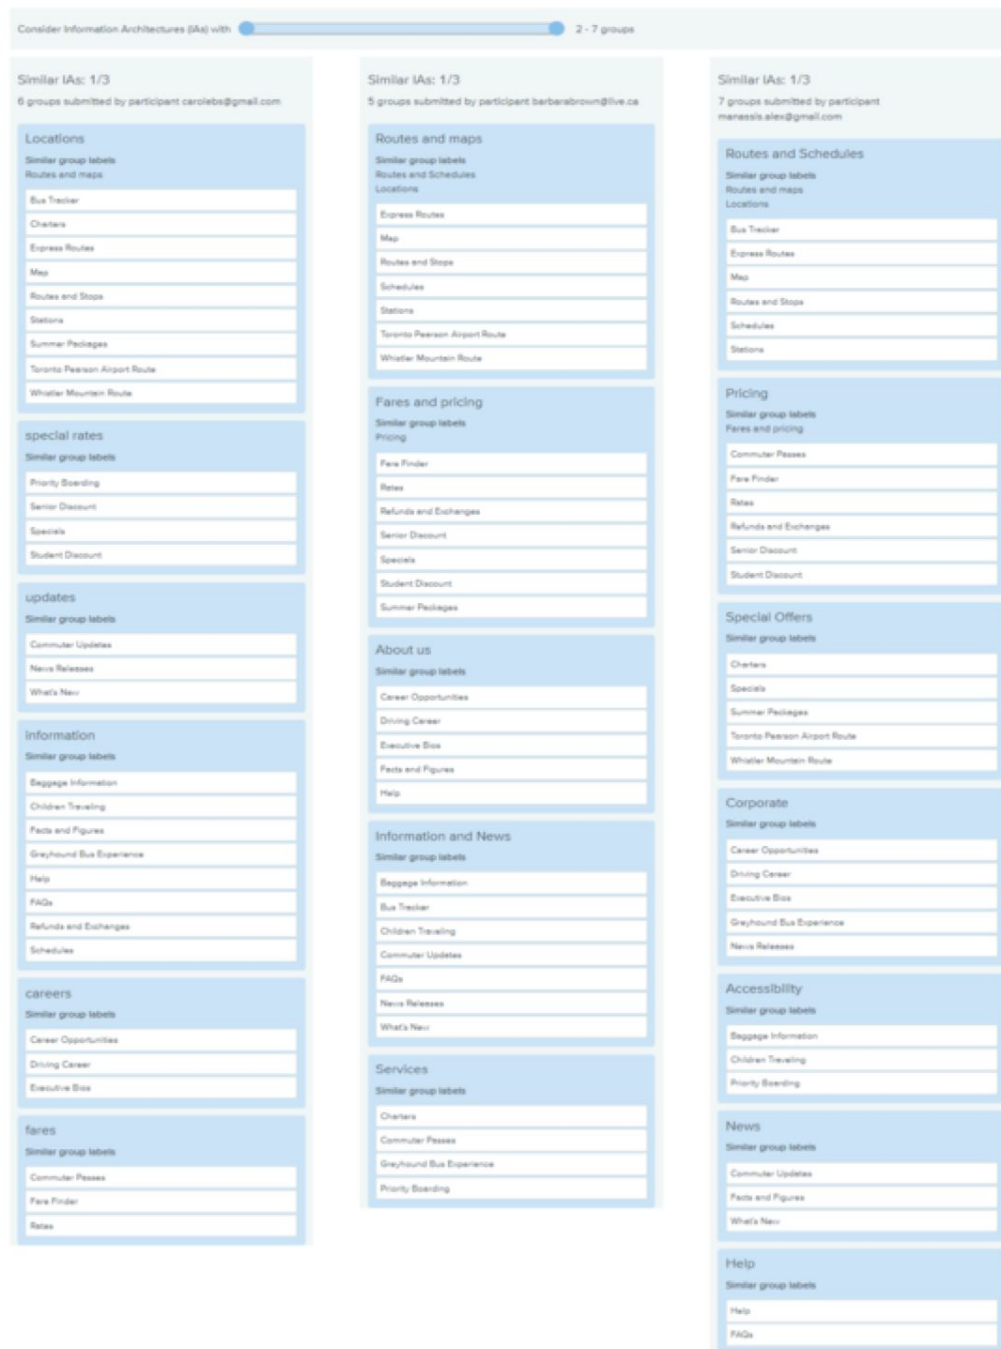 Consider Information Architectures (IAs) with 2 - 7 groups
Similar IAs: 1/3
6 groups submitted by participant carolebs@gmail.com
Locations
Similar group labels
Routes and maps
Bus Tracker
Charters
Express Routes
Map
Routes and Stops
Stations
Summer Packages
Toronto Pearson Airport Route
Whistler Mountain Route
special rates
Similar group labels
Priority Boarding
Senior Discount
Specials
Student Discount
updates
Similar group labels
Commuter Updates
News Releases
What's New
Information
Similar group labels
Baggage Information
Children Traveling
Facts and Figures
Greyhound Bus Experience
Help
FAQs
Refunds and Exchanges
Schedules
careers
Similar group labels
Career Opportunities
Driving Career
Executive Bios
fares
Similar group labels
Commuter Passes
Fare Finder
Rates
Similar IAs: 1/3
5 groups submitted by participant barbarabrown@live.ca
Routes and maps
Similar group labels
Routes and Schedules
Locations
Express Routes
Map
Routes and Stops
Schedules
Stations
Toronto Pearson Airport Route
Whistler Mountain Route
Fares and pricing
Similar group labels
Pricing
Fare Finder
Rates
Refunds and Exchanges
Senior Discount
Specials
Student Discount
Summer Packages
About us
Similar group labels
Career Opportunities
Driving Career
Executive Bios
Facts and Figures
Help
Information and News
Similar group labels
Baggage Information
Bus Tracker
Children Traveling
Commuter Updates
FAQs
News Releases
What's New
Services
Similar group labels
Charters
Commuter Passes
Greyhound Bus Experience
Priority Boarding
Similar IAs: 1/3
7 groups submitted by participant
manassis.alex@gmail.com
Routes and Schedules
Similar group labels
Routes and maps
Locations
Bus Tracker
Express Routes
Map
Routes and Stops
Schedules
Stations
Pricing
Similar group labels
Fares and pricing
Commuter Passes
Fare Finder
Rates
Refunds and Exchanges
Senior Discount
Student Discount
Special Offers
Similar group labels
Charters
Specials
Summer Packages
Toronto Pearson Airport Route
Whistler Mountain Route
Corporate
Similar group labels
Career Opportunities
Driving Career
Executive Bios
Greyhound Bus Experience
News Releases
Accessibility
Similar group labels
Baggage Information
Children Traveling
Priority Boarding
News
Similar group labels
Commuter Updates
Facts and Figures
What's New
Help
Similar group labels
Help
FAQs